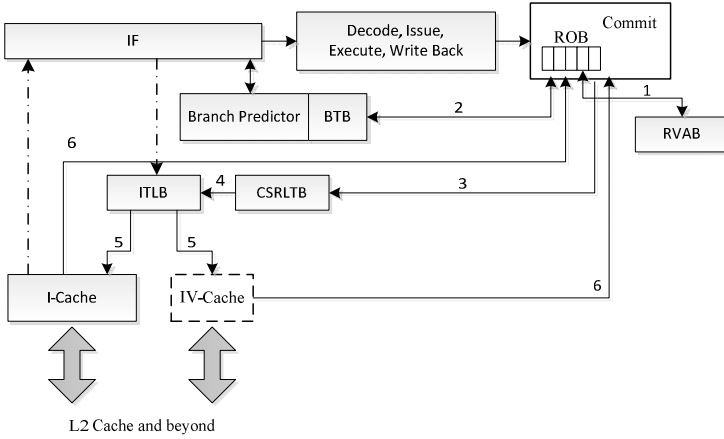 IF
Decode, Issue,
Execute, Write Back
Commit
ROB
1
RVAB
Branch Predictor
BTB
2
6
ITLB
4
CSRLTB
3
5
5
I-Cache
IV-Cache
6
L2 Cache and beyond